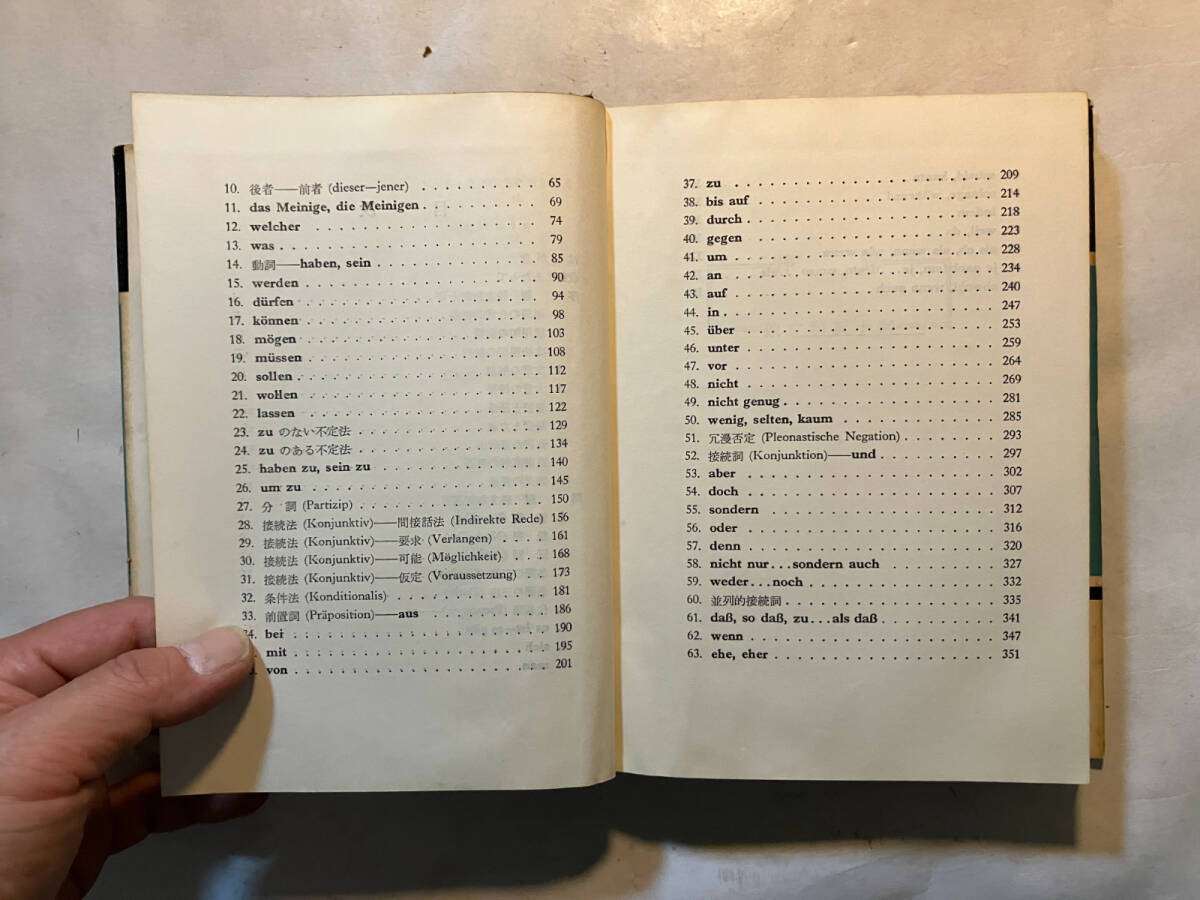 10. 後者——前者 (dieser—jener) . . . . . . . . . . 65
11. das Meinige, die Meinigen . . . . . . . . . . 69
12. welcher . . . . . . . . . . 74
13. was . . . . . . . . . . 79
14. 動詞——haben, sein . . . . . . . . . . 85
15. werden . . . . . . . . . . 90
16. dürfen . . . . . . . . . . 94
17. können . . . . . . . . . . 98
18. mögen . . . . . . . . . . 103
19. müssen . . . . . . . . . . 108
20. sollen . . . . . . . . . . 112
21. wollen . . . . . . . . . . 117
22. lassen . . . . . . . . . . 122
23. zu のない不定法 . . . . . . . . . . 129
24. zu のある不定法 . . . . . . . . . . 134
25. haben zu, sein zu . . . . . . . . . . 140
26. um zu . . . . . . . . . . 145
27. 分 詞 (Partizip) . . . . . . . . . . 150
28. 接続法 (Konjunktiv)——間接話法 (Indirekte Rede) 156
29. 接続法 (Konjunktiv)——要求 (Verlangen) . . . . 161
30. 接続法 (Konjunktiv)——可能 (Möglichkeit) . . . 168
31. 接続法 (Konjunktiv)——仮定 (Voraussetzung) . . 173
32. 条件法 (Konditionalis) . . . . . . . . . . 181
33. 前置詞 (Präposition)——aus . . . . . . . . . . 186
34. bei . . . . . . . . . . 190
mit . . . . . . . . . . 195
von . . . . . . . . . . 201
37. zu . . . . . . . . . . 209
38. bis auf . . . . . . . . . . 214
39. durch . . . . . . . . . . 218
40. gegen . . . . . . . . . . 223
41. um . . . . . . . . . . 228
42. an . . . . . . . . . . 234
43. auf . . . . . . . . . . 240
44. in . . . . . . . . . . 247
45. über . . . . . . . . . . 253
46. unter . . . . . . . . . . 259
47. vor . . . . . . . . . . 264
48. nicht . . . . . . . . . . 269
49. nicht genug . . . . . . . . . . 281
50. wenig, selten, kaum . . . . . . . . . . 285
51. 冗漫否定 (Pleonastische Negation) . . . . . . 293
52. 接続詞 (Konjunktion)——und . . . . . . . . 297
53. aber . . . . . . . . . . 302
54. doch . . . . . . . . . . 307
55. sondern . . . . . . . . . . 312
56. oder . . . . . . . . . . 316
57. denn . . . . . . . . . . 320
58. nicht nur...sondern auch . . . . . . . . 327
59. weder...noch . . . . . . . . . . 332
60. 並列的接続詞 . . . . . . . . . . 335
61. daß, so daß, zu...als daß . . . . . . . . 341
62. wenn . . . . . . . . . . 347
63. ehe, eher . . . . . . . . . . 351